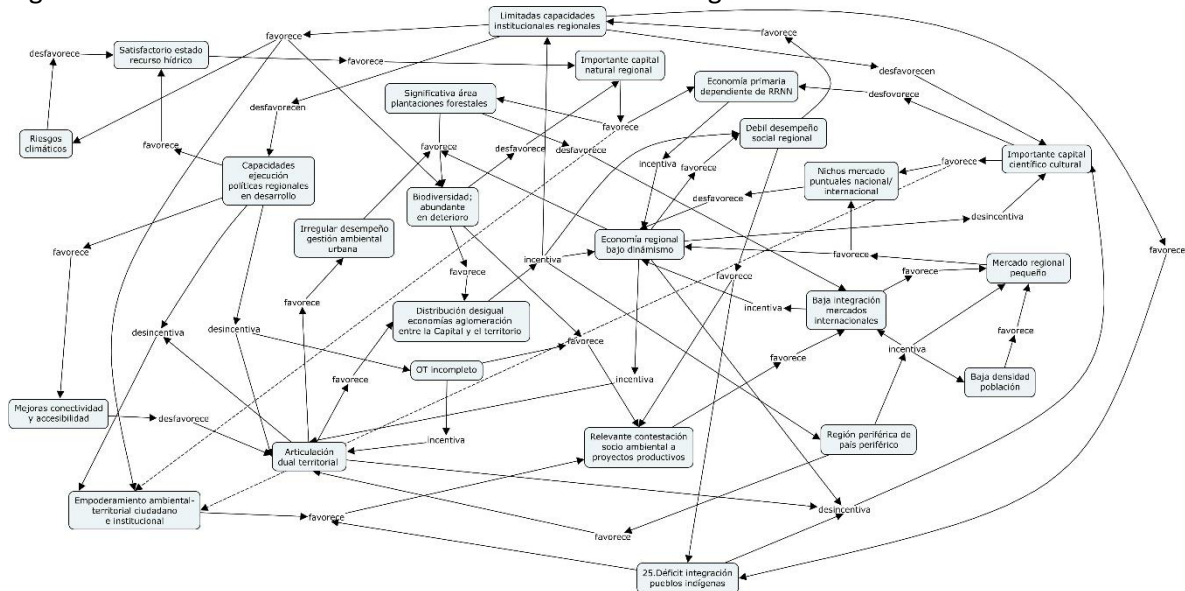 Limitadas capacidades
institucionales regionales
favorece
favorece
desfavorece
Satisfactorio estado
recurso hídrico
favorece
Importante capital
natural regional
desfavorecen
Economía primaria
dependiente de RRNN
Significativa área
plantaciones forestales
desfovorece
desfavorecen
favorece
Debil desempeño
social regional
Riesgos
climáticos
favorece
favorece
desfavorece
desfavorece
Importante capital
científico cultural
Capacidades
ejecución
políticas regionales
en desarrollo
incentiva
favorece
favorece
Nichos mercado
puntuales nacional/
internacional
Biodiversidad;
abundante
en deterioro
desfavorece
desincentiva
Irregular desempeño
gestión ambiental
urbana
Economía regional
bajo dinámismo
favorece
favorece
favorece
incentiva
Mercado regional
pequeño
favorece
favorece
favorece
Distribución desigual
economías aglomeración
entre la Capital y el territorio
incentiva
Baja integración
mercados
internacionales
desincentiva
desincentiva
favorece
favorece
incentiva
OT incompleto
favorece
incentiva
favorece
Baja densidad
población
Mejoras conectividad
y accesibilidad
desfavorece
incentiva
Relevante contestación
socio ambiental a
proyectos productivos
Región periférica de
país periférico
Articulación
dual territorial
Empoderamiento ambiental-
territorial ciudadano
e institucional
favorece
desincentiva
favorece
25.Déficit integración
pueblos indígenas